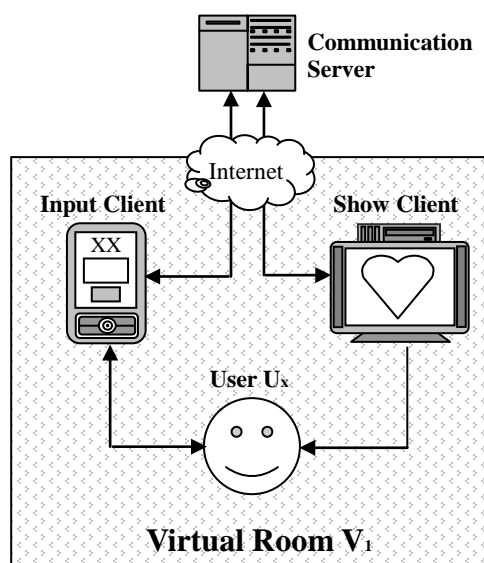 Communication
Server
Internet
Input Client
Show Client
XX
User Ux
Virtual Room V1